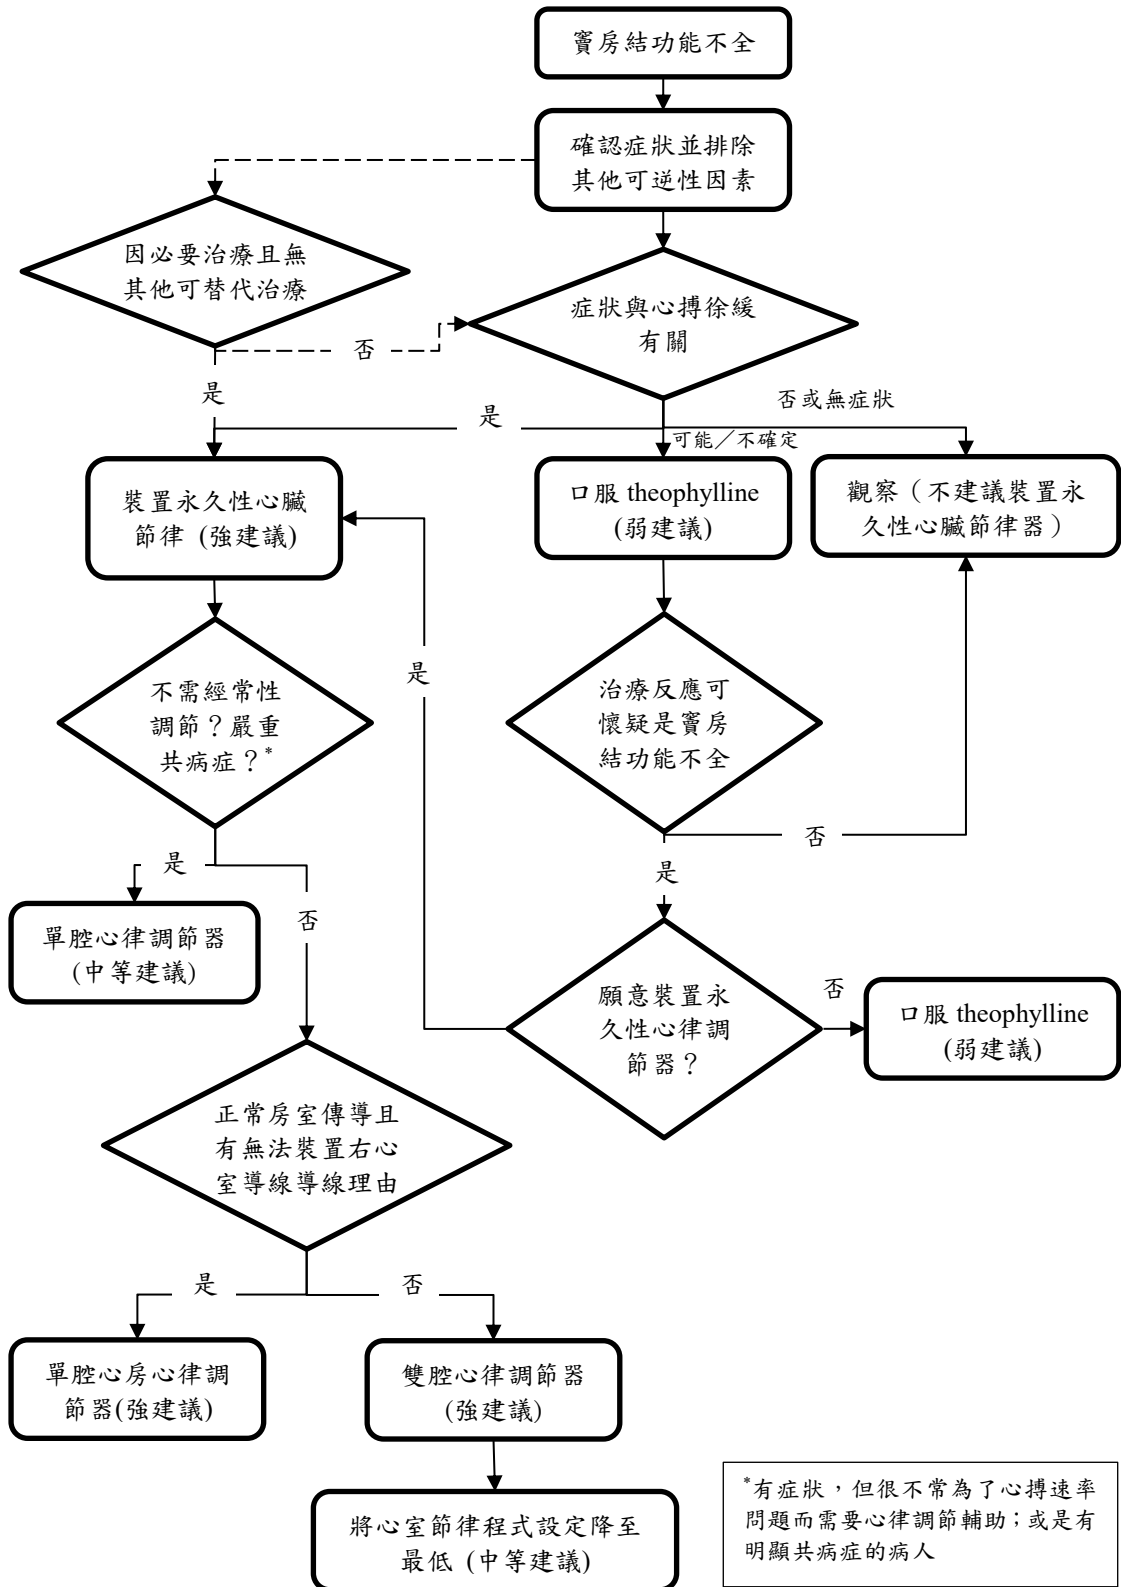 竇房結功能不全
確認症狀並排除
其他可逆性因素
因必要治療且無
其他可替代治療
症狀與心搏徐緩
有關
否
是
是
可能／不確定
否或無症狀
裝置永久性心臟
節律 (強建議)
口服 theophylline
(弱建議)
觀察（不建議裝置永
久性心臟節律器）
不需經常性
調節？嚴重
共病症？*
是
治療反應可
懷疑是竇房
結功能不全
否
是
是
否
單腔心律調節器
(中等建議)
願意裝置永
久性心律調
節器？
否
口服 theophylline
(弱建議)
正常房室傳導且
有無法裝置右心
室導線導線理由
是
否
單腔心房心律調
節器(強建議)
雙腔心律調節器
(強建議)
將心室節律程式設定降至
最低 (中等建議)
*有症狀，但很不常為了心搏速率
問題而需要心律調節輔助；或是有
明顯共病症的病人